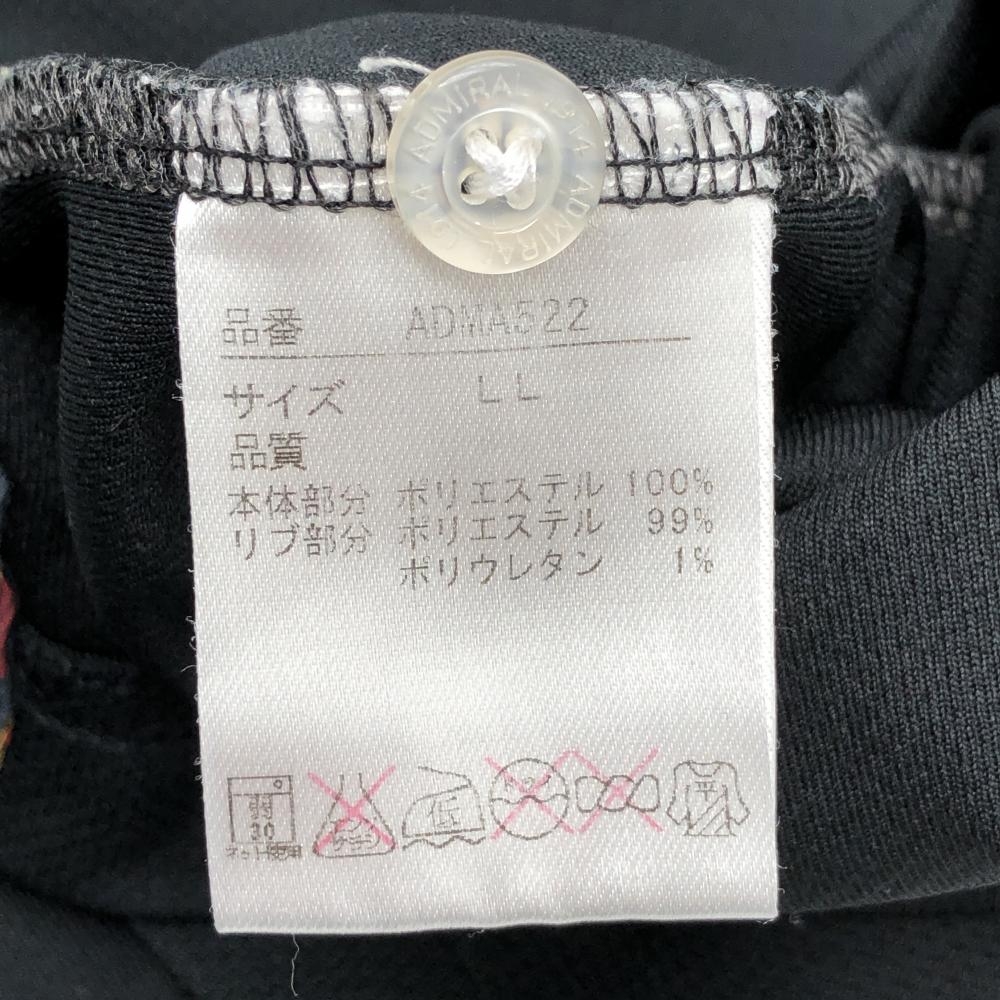 ADMIRAL 1914 ADMIRAL 1914
品番 ADMA522
サイズ LL
品質
本体部分 ポリエステル 100%
リブ部分 ポリエステル 99%
ポリウレタン 1%
弱
30
ネット使用
低
平